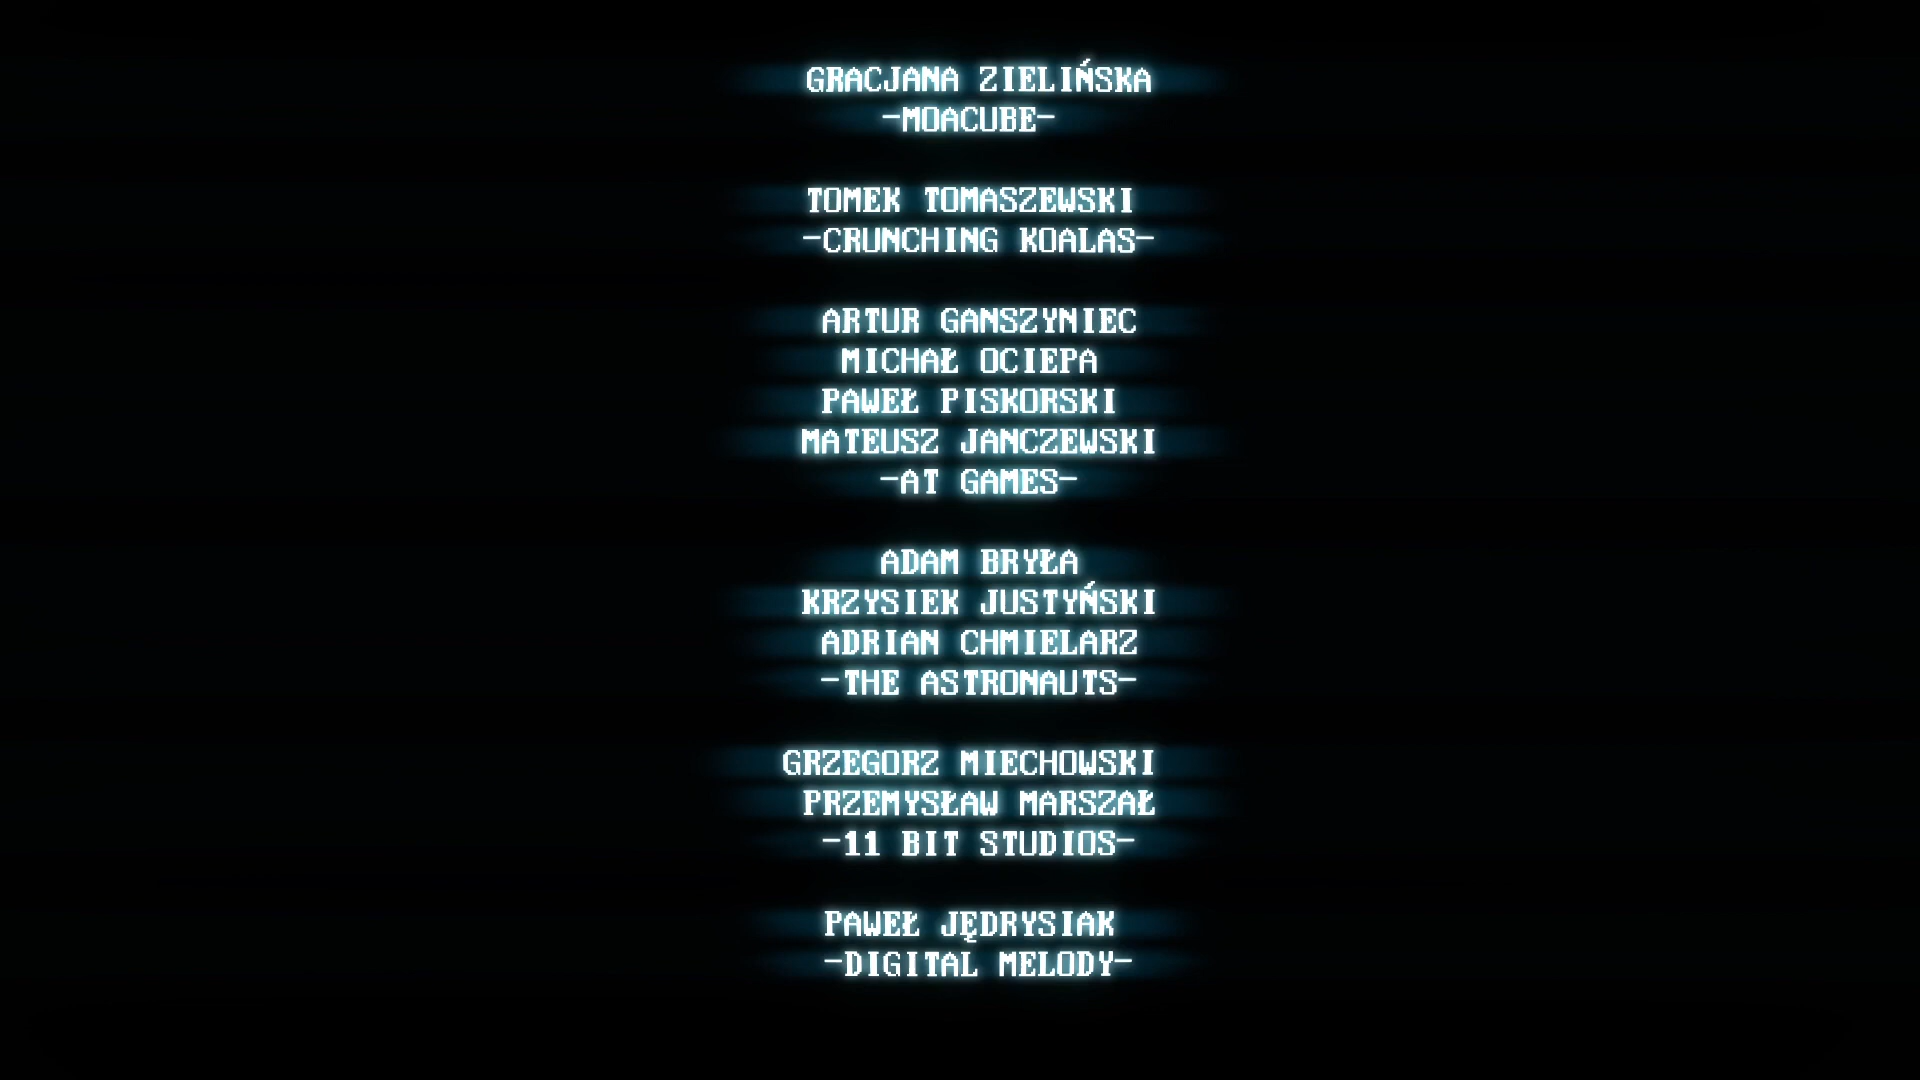 GRACJANA ZIELIŃSKA
-MOACUBE-
TOMEK TOMASZEWSKI
-CRUNCHING KOALAS-
ARTUR GANSZYNIEC
MICHAŁ OCIEPA
PAWEŁ PISKORSKI
MATEUSZ JANCZEWSKI
-AT GAMES-
ADAM BRYŁA
KRZYSIEK JUSTYŃSKI
ADRIAN CHMIELARZ
-THE ASTRONAUTS-
GRZEGORZ MIECHOWSKI
PRZEMYSŁAW MARSZAŁ
-11 BIT STUDIOS-
PAWEŁ JĘDRYSIAK
-DIGITAL MELODY-